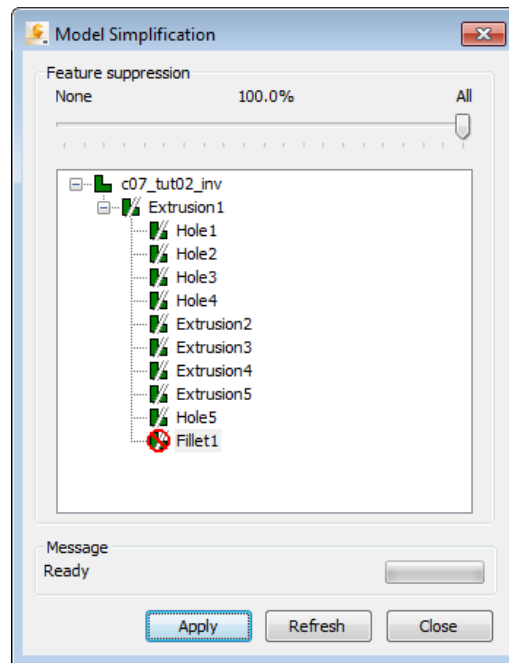 Model Simplification
Feature suppression
None 100.0% All
c07_tut02_inv
Extrusion1
Hole1
Hole2
Hole3
Hole4
Extrusion2
Extrusion3
Extrusion4
Extrusion5
Hole5
Fillet1
Message
Ready
Apply Refresh Close